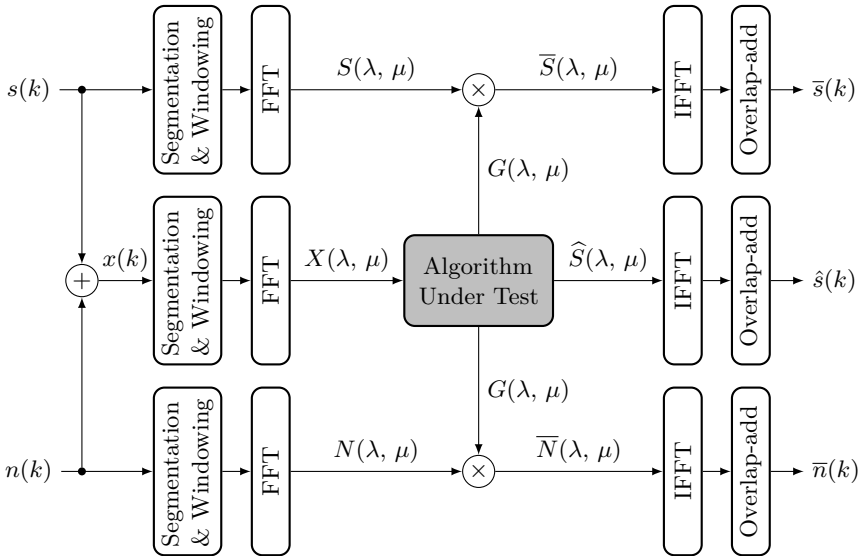 s(k)
Segmentation
& Windowing
FFT
S(λ, μ)
×
S̅(λ, μ)
IFFT
Overlap-add
s̅(k)
G(λ, μ)
+
x(k)
Segmentation
& Windowing
FFT
X(λ, μ)
Algorithm
Under Test
Ŝ(λ, μ)
IFFT
Overlap-add
ŝ(k)
G(λ, μ)
n(k)
Segmentation
& Windowing
FFT
N(λ, μ)
×
N̅(λ, μ)
IFFT
Overlap-add
n̅(k)